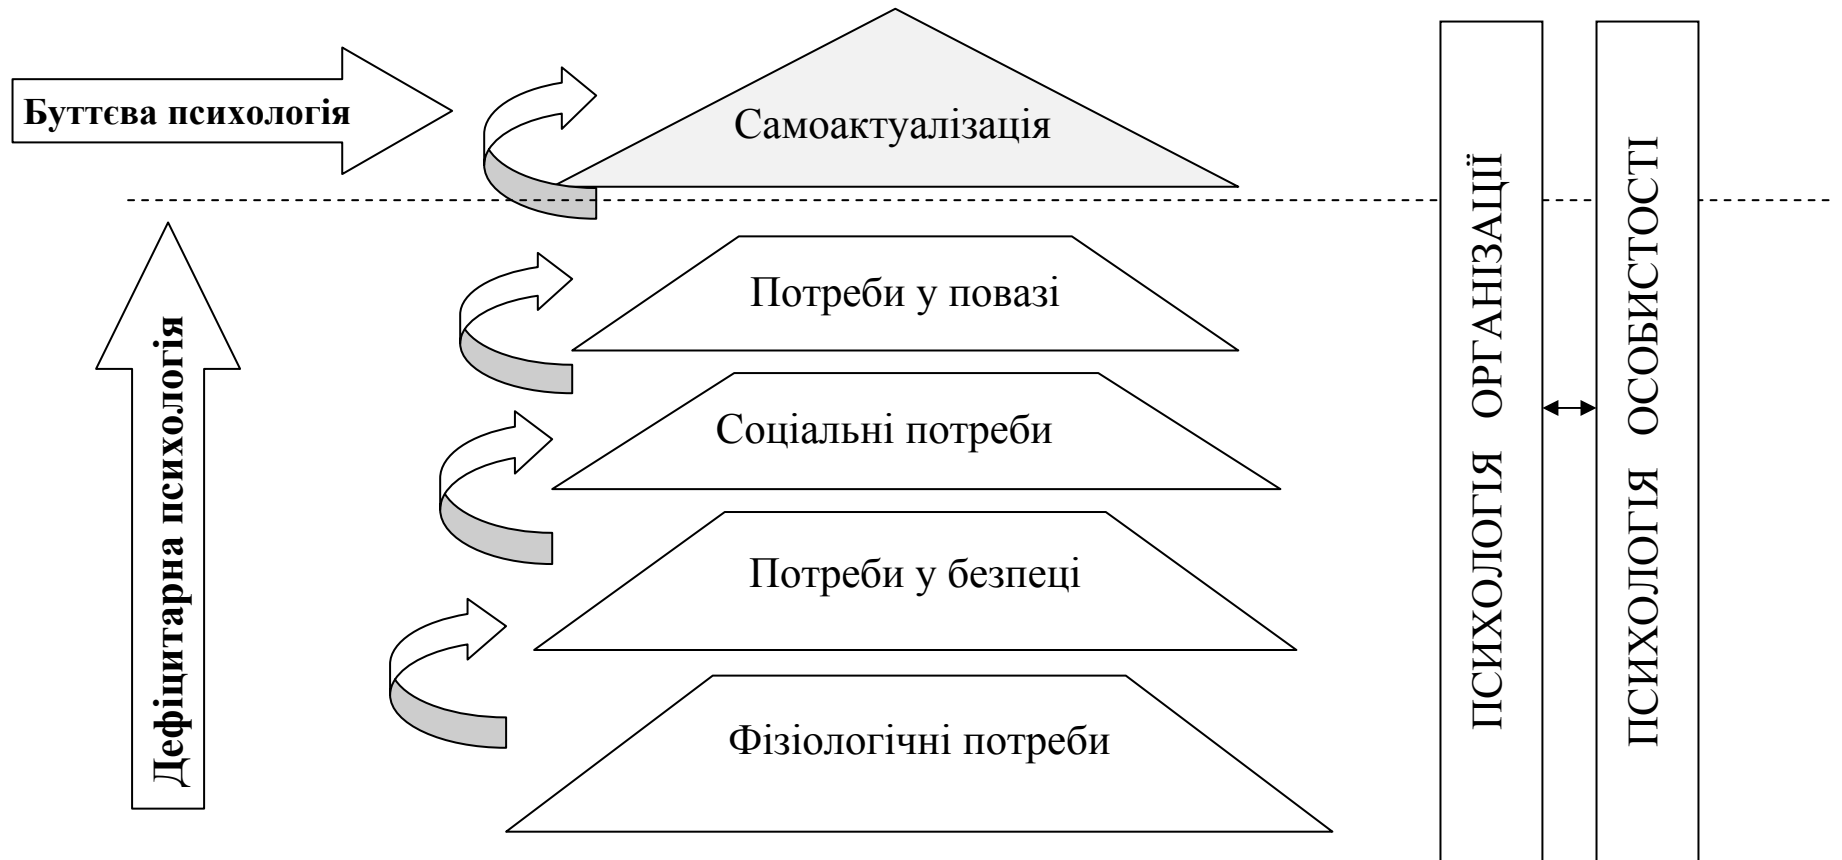 Буттєва психологія
Самоактуалізація
Потреби у повазі
Соціальні потреби
Потреби у безпеці
Фізіологічні потреби
Дефіцитарна психологія
ПСИХОЛОГІЯ ОРГАНІЗАЦІЇ
ПСИХОЛОГІЯ ОСОБИСТОСТІ